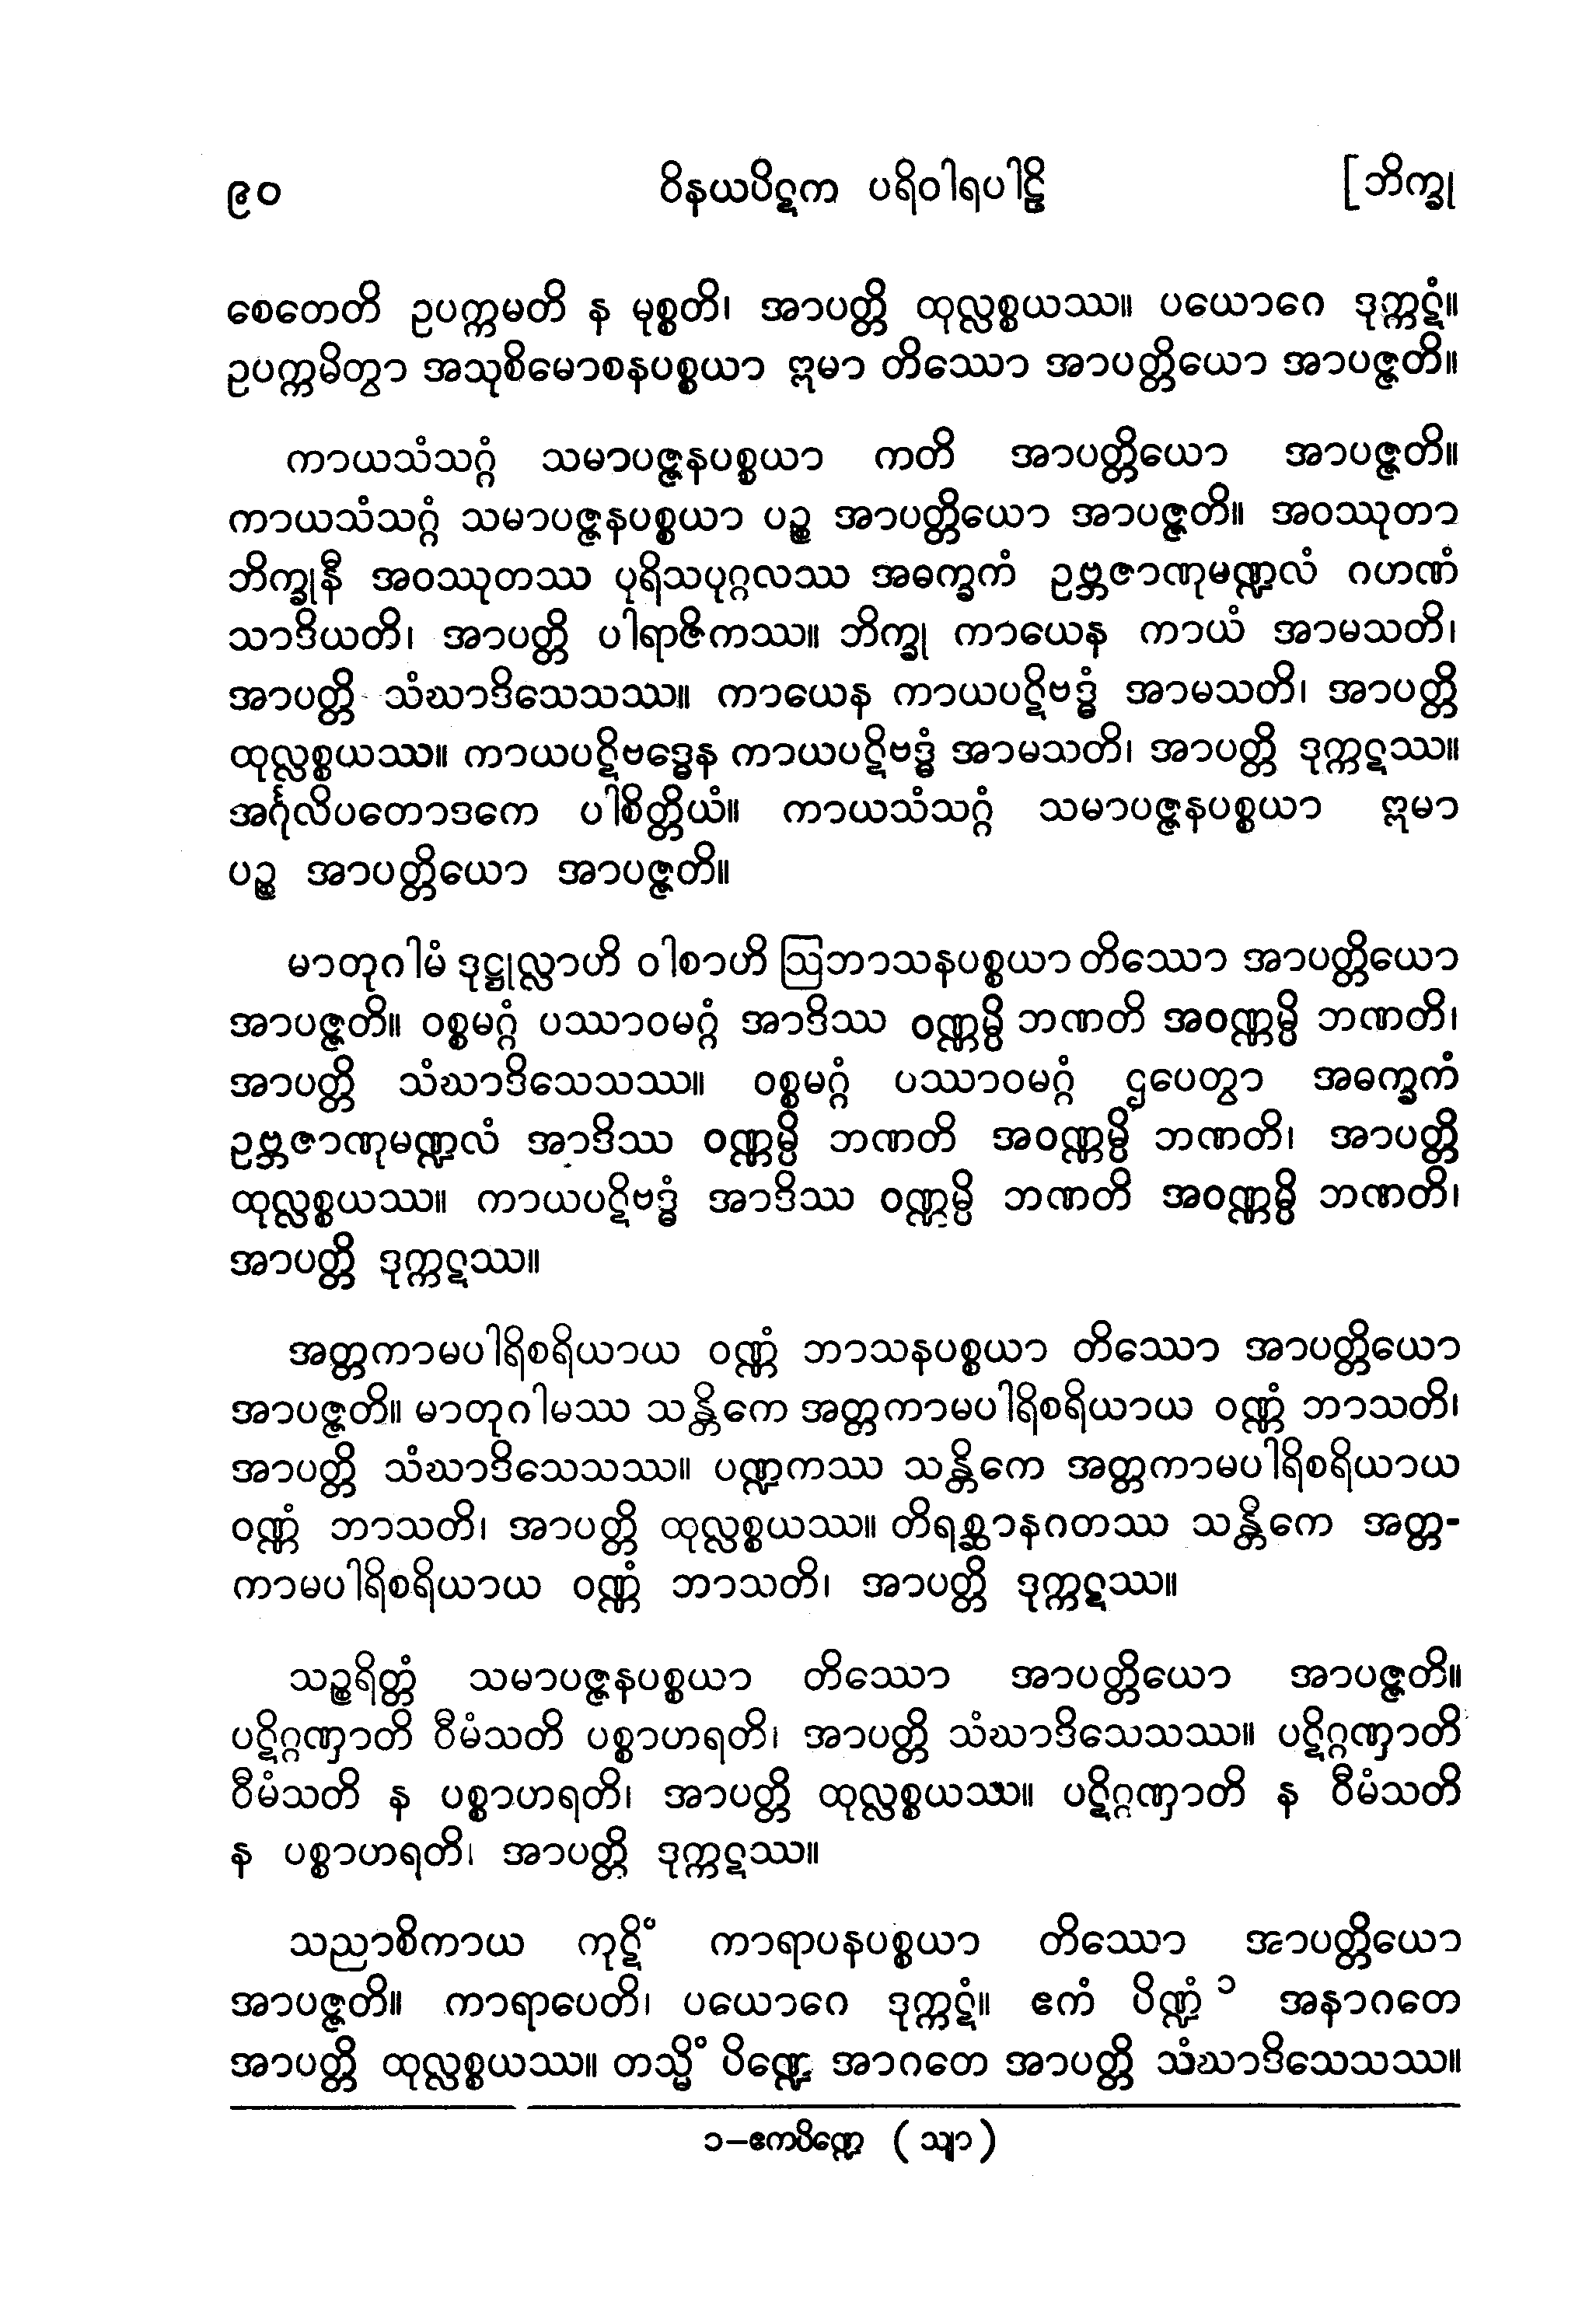 ၉၀ ဝိနယပိဋက ပရိဝါရပါဠိ [ဘိက္ခု
စေတေတိ ဥပက္ကမတိ န မုစ္စတိ၊ အာပတ္တိ ထုလ္လစ္စယဿ။ ပယောဂေ ဒုက္ကဋံ။
ဥပက္ကမိတွာ အသုစိမောစနပစ္စယာ ဣမာ တိဿော အာပတ္တိယော အာပဇ္ဇတိ။
ကာယသံသဂ္ဂံ သမာပဇ္ဇနပစ္စယာ ကတိ အာပတ္တိယော အာပဇ္ဇတိ။
ကာယသံသဂ္ဂံ သမာပဇ္ဇနပစ္စယာ ပဉ္စ အာပတ္တိယော အာပဇ္ဇတိ။ အဝဿုတာ
ဘိက္ခုနီ အဝဿုတဿ ပုရိသပုဂ္ဂလဿ အဓက္ခကံ ဥဗ္ဘဇာဏုမဏ္ဍလံ ဂဟဏံ
သာဒိယတိ၊ အာပတ္တိ ပါရာဇိကဿ။ ဘိက္ခု ကာယေန ကာယံ အာမသတိ၊
အာပတ္တိ သံဃာဒိသေသဿ။ ကာယေန ကာယပဋိဗဒ္ဓံ အာမသတိ၊ အာပတ္တိ
ထုလ္လစ္စယဿ။ ကာယပဋိဗဒ္ဓေန ကာယပဋိဗဒ္ဓံ အာမသတိ၊ အာပတ္တိ ဒုက္ကဋဿ။
အင်္ဂုလိပတောဒကေ ပါစိတ္တိယံ။ ကာယသံသဂ္ဂံ သမာပဇ္ဇနပစ္စယာ ဣမာ
ပဉ္စ အာပတ္တိယော အာပဇ္ဇတိ။
မာတုဂါမံ ဒုဋ္ဌုလ္လာဟိ ဝါစာဟိ ဩဘာသနပစ္စယာ တိဿော အာပတ္တိယော
အာပဇ္ဇတိ။ ဝစ္စမဂ္ဂံ ပဿာဝမဂ္ဂံ အာဒိဿ ဝဏ္ဏမ္ပိ ဘဏတိ အဝဏ္ဏမ္ပိ ဘဏတိ၊
အာပတ္တိ သံဃာဒိသေသဿ။ ဝစ္စမဂ္ဂံ ပဿာဝမဂ္ဂံ ဌပေတွာ အဓက္ခကံ
ဥဗ္ဘဇာဏုမဏ္ဍလံ အာဒိဿ ဝဏ္ဏမ္ပိ ဘဏတိ အဝဏ္ဏမ္ပိ ဘဏတိ၊ အာပတ္တိ
ထုလ္လစ္စယဿ။ ကာယပဋိဗဒ္ဓံ အာဒိဿ ဝဏ္ဏမ္ပိ ဘဏတိ အဝဏ္ဏမ္ပိ ဘဏတိ၊
အာပတ္တိ ဒုက္ကဋဿ။
အတ္တကာမပါရိစရိယာယ ဝဏ္ဏံ ဘာသနပစ္စယာ တိဿော အာပတ္တိယော
အာပဇ္ဇတိ။ မာတုဂါမဿ သန္တိကေ အတ္တကာမပါရိစရိယာယ ဝဏ္ဏံ ဘာသတိ၊
အာပတ္တိ သံဃာဒိသေသဿ။ ပဏ္ဍကဿ သန္တိကေ အတ္တကာမပါရိစရိယာယ
ဝဏ္ဏံ ဘာသတိ၊ အာပတ္တိ ထုလ္လစ္စယဿ။ တိရစ္ဆာနဂတဿ သန္တိကေ အတ္တ-
ကာမပါရိစရိယာယ ဝဏ္ဏံ ဘာသတိ၊ အာပတ္တိ ဒုက္ကဋဿ။
သဉ္စရိတ္တံ သမာပဇ္ဇနပစ္စယာ တိဿော အာပတ္တိယော အာပဇ္ဇတိ။
ပဋိဂ္ဂဏှာတိ ဝီမံသတိ ပစ္စာဟရတိ၊ အာပတ္တိ သံဃာဒိသေသဿ။ ပဋိဂ္ဂဏှာတိ
ဝီမံသတိ န ပစ္စာဟရတိ၊ အာပတ္တိ ထုလ္လစ္စယဿ။ ပဋိဂ္ဂဏှာတိ န ဝီမံသတိ
န ပစ္စာဟရတိ၊ အာပတ္တိ ဒုက္ကဋဿ။
သညာစိကာယ ကုဋိံ ကာရာပနပစ္စယာ တိဿော အာပတ္တိယော
အာပဇ္ဇတိ။ ကာရာပေတိ၊ ပယောဂေ ဒုက္ကဋံ။ ဧကံ ပိဏ္ဍံ ၁ အနာဂတေ
အာပတ္တိ ထုလ္လစ္စယဿ။ တသ္မိံ ပိဏ္ဍေ အာဂတေ အာပတ္တိ သံဃာဒိသေသဿ။
၁–ဧကပိဏ္ဍေ (သျာ)